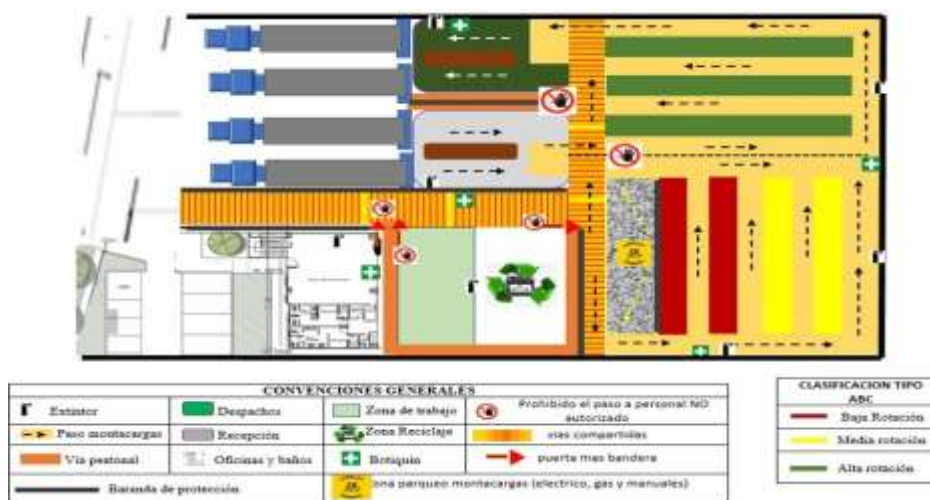 CONVENCIONES GENERALES
Extintor
Despachos
Zona de trabajo
Prohibido el paso a personal NO
autorizado
Paso montacargas
Recepción
Zona Reciclaje
vias compartidas
Vía peatonal
Oficinas y baños
Botiquín
puerta mas bandera
Baranda de protección
ona parqueo montacargas (electrico, gas y manuales)
CLASIFICACION TIPO
ABC
Baja Rotación
Media rotación
Alta rotación